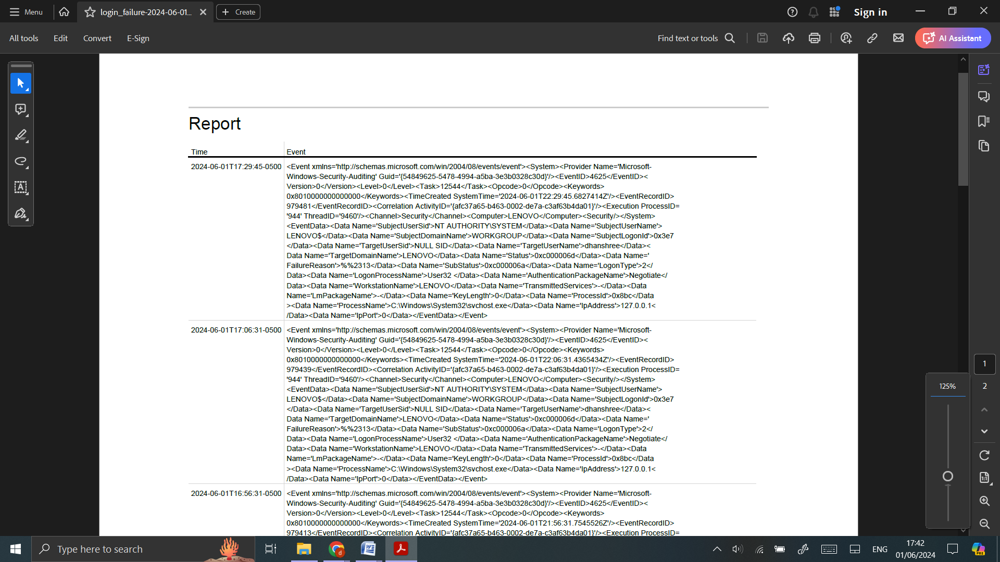 Menu
login_failure-2024-06-01...
Create
Sign in
All tools
Edit
Convert
E-Sign
Find text or tools
AI Assistant
Report
Time Event
2024-06-01T17:29:45-0500 <Event xmlns='http://schemas.microsoft.com/win/2004/08/events/event'><System><Provider Name='Microsoft-
Windows-Security-Auditing' Guid='{54849625-5478-4994-a5ba-3e3b0328c30d}'/><EventID>4625</EventID><
Version>0</Version><Level>0</Level><Task>12544</Task><Opcode>0</Opcode><Keywords>
0x8010000000000000</Keywords><TimeCreated SystemTime='2024-06-01T22:29:45.6827414Z'/><EventRecordID>
979481</EventRecordID><Correlation ActivityID='{afc37a65-b463-0002-de7a-c3af63b4da01}'/><Execution ProcessID=
'944' ThreadID='9460'/><Channel>Security</Channel><Computer>LENOVO</Computer><Security/></System>
<EventData><Data Name='SubjectUserSid'>NT AUTHORITY\SYSTEM</Data><Data Name='SubjectUserName'>
LENOVO$</Data><Data Name='SubjectDomainName'>WORKGROUP</Data><Data Name='SubjectLogonId'>0x3e7
</Data><Data Name='TargetUserSid'>NULL SID</Data><Data Name='TargetUserName'>dhanshree</Data><
Data Name='TargetDomainName'>LENOVO</Data><Data Name='Status'>0xc000006d</Data><Data Name='
FailureReason'>%%2313</Data><Data Name='SubStatus'>0xc000006a</Data><Data Name='LogonType'>2</
Data><Data Name='LogonProcessName'>User32 </Data><Data Name='AuthenticationPackageName'>Negotiate</
Data><Data Name='WorkstationName'>LENOVO</Data><Data Name='TransmittedServices'>-</Data><Data
Name='LmPackageName'>-</Data><Data Name='KeyLength'>0</Data><Data Name='ProcessId'>0x8bc</Data
><Data Name='ProcessName'>C:\Windows\System32\svchost.exe</Data><Data Name='IpAddress'>127.0.0.1<
/Data><Data Name='IpPort'>0</Data></EventData></Event>
2024-06-01T17:06:31-0500 <Event xmlns='http://schemas.microsoft.com/win/2004/08/events/event'><System><Provider Name='Microsoft-
Windows-Security-Auditing' Guid='{54849625-5478-4994-a5ba-3e3b0328c30d}'/><EventID>4625</EventID><
Version>0</Version><Level>0</Level><Task>12544</Task><Opcode>0</Opcode><Keywords>
0x8010000000000000</Keywords><TimeCreated SystemTime='2024-06-01T22:06:31.4365434Z'/><EventRecordID>
979439</EventRecordID><Correlation ActivityID='{afc37a65-b463-0002-de7a-c3af63b4da01}'/><Execution ProcessID=
'944' ThreadID='9460'/><Channel>Security</Channel><Computer>LENOVO</Computer><Security/></System>
<EventData><Data Name='SubjectUserSid'>NT AUTHORITY\SYSTEM</Data><Data Name='SubjectUserName'>
LENOVO$</Data><Data Name='SubjectDomainName'>WORKGROUP</Data><Data Name='SubjectLogonId'>0x3e7
</Data><Data Name='TargetUserSid'>NULL SID</Data><Data Name='TargetUserName'>dhanshree</Data><
Data Name='TargetDomainName'>LENOVO</Data><Data Name='Status'>0xc000006d</Data><Data Name='
FailureReason'>%%2313</Data><Data Name='SubStatus'>0xc000006a</Data><Data Name='LogonType'>2</
Data><Data Name='LogonProcessName'>User32 </Data><Data Name='AuthenticationPackageName'>Negotiate</
Data><Data Name='WorkstationName'>LENOVO</Data><Data Name='TransmittedServices'>-</Data><Data
Name='LmPackageName'>-</Data><Data Name='KeyLength'>0</Data><Data Name='ProcessId'>0x8bc</Data
><Data Name='ProcessName'>C:\Windows\System32\svchost.exe</Data><Data Name='IpAddress'>127.0.0.1<
/Data><Data Name='IpPort'>0</Data></EventData></Event>
2024-06-01T16:56:31-0500 <Event xmlns='http://schemas.microsoft.com/win/2004/08/events/event'><System><Provider Name='Microsoft-
Windows-Security-Auditing' Guid='{54849625-5478-4994-a5ba-3e3b0328c30d}'/><EventID>4625</EventID><
Version>0</Version><Level>0</Level><Task>12544</Task><Opcode>0</Opcode><Keywords>
0x8010000000000000</Keywords><TimeCreated SystemTime='2024-06-01T21:56:31.7545526Z'/><EventRecordID>
979413</EventRecordID><Correlation ActivityID='{afc37a65-b463-0002-de7a-c3af63b4da01}'/><Execution ProcessID=
1
125%
2
Type here to search
ENG
17:42
01/06/2024